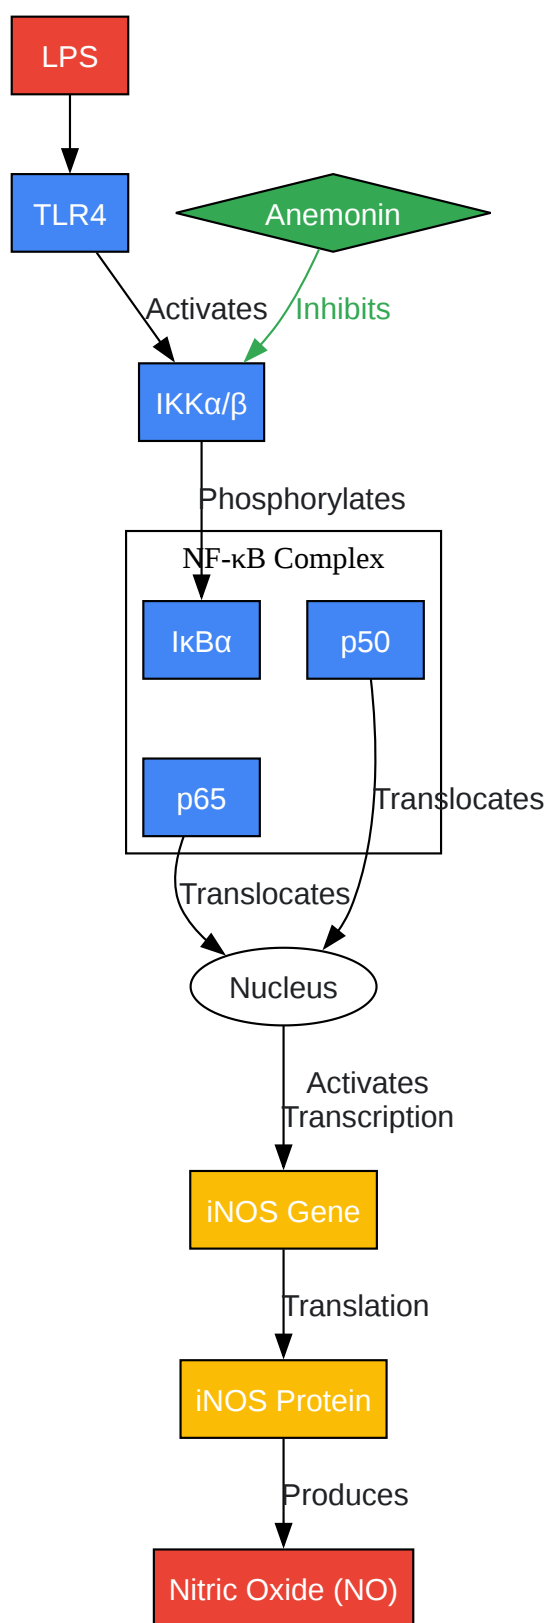 LPS
TLR4
Anemonin
Activates
Inhibits
IKKα/β
Phosphorylates
NF-κB Complex
IκBα
p50
p65
Translocates
Translocates
Nucleus
Activates
Transcription
iNOS Gene
Translation
iNOS Protein
Produces
Nitric Oxide (NO)